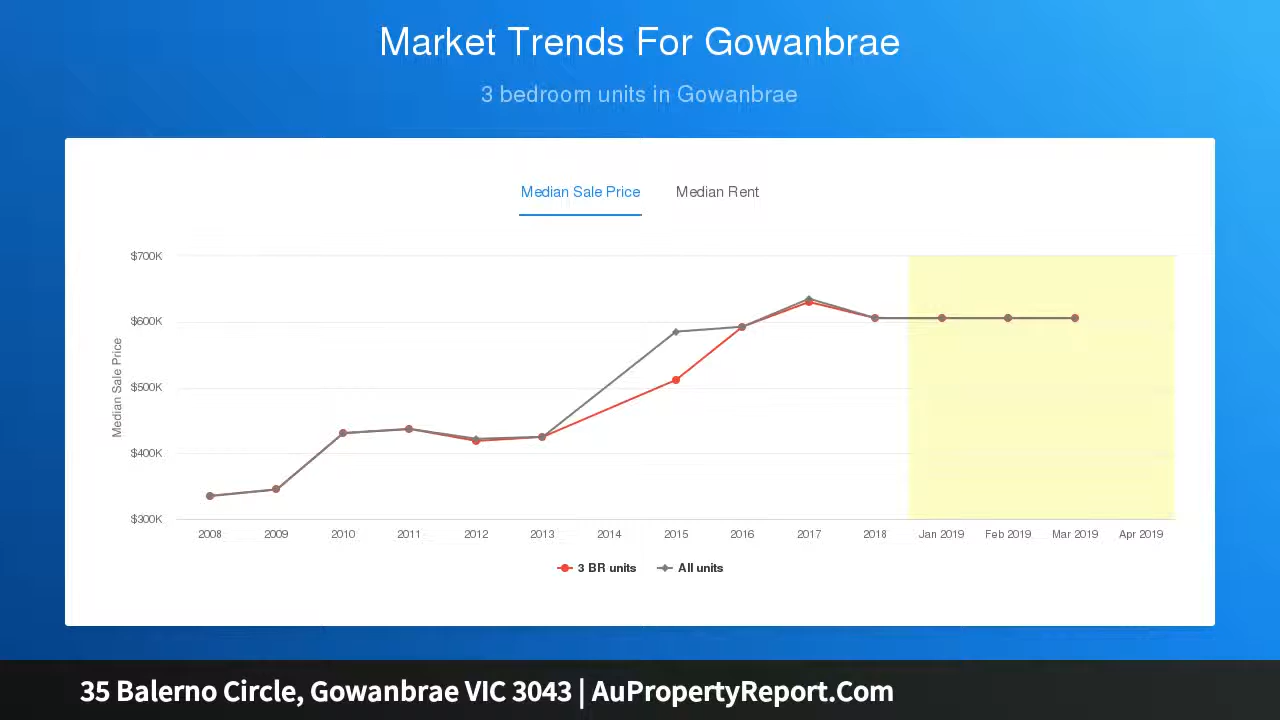 Market Trends For Gowanbrae
3 bedroom units in Gowanbrae
Median Sale Price Median Rent
Median Sale Price
$700K
$600K
$500K
$400K
$300K
2008 2009 2010 2011 2012 2013 2014 2015 2016 2017 2018 Jan 2019 Feb 2019 Mar 2019 Apr 2019
3 BR units All units
35 Balerno Circle, Gowanbrae VIC 3043 | AuPropertyReport.Com